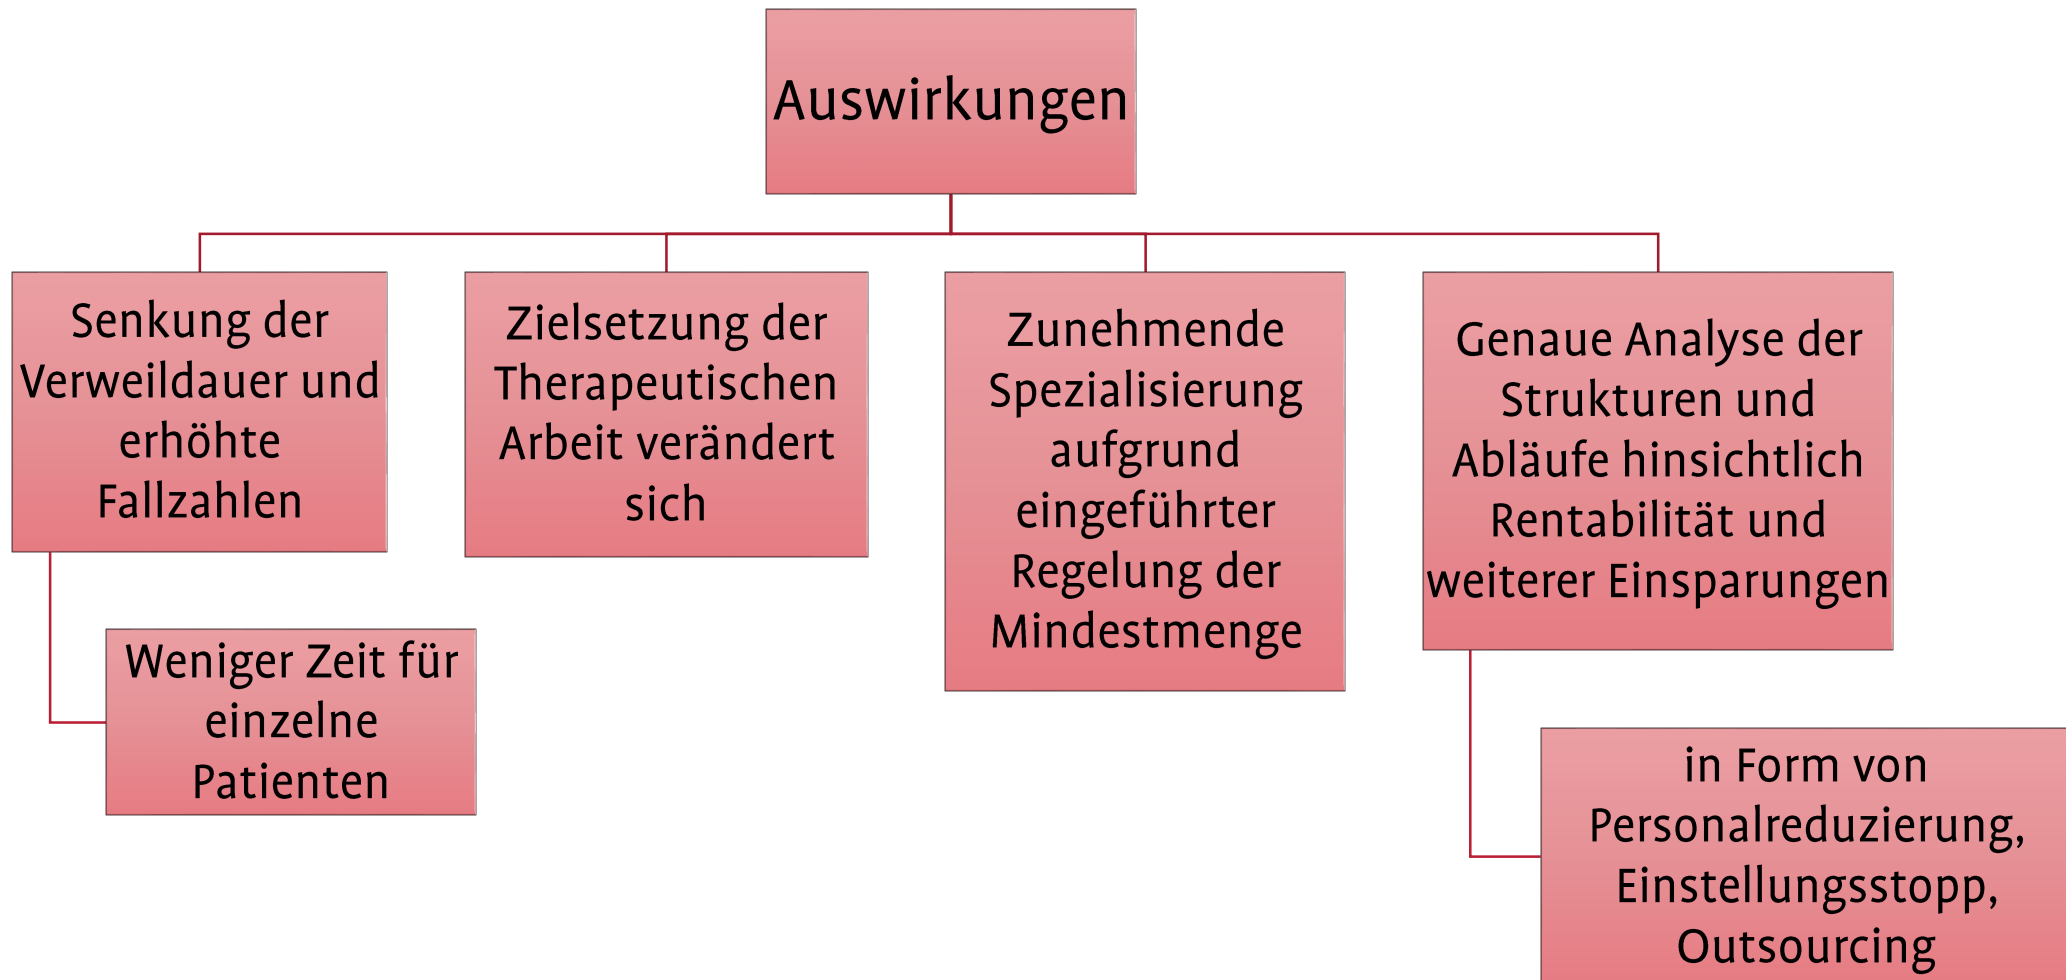 Auswirkungen
Senkung der
Verweildauer und
erhöhte
Fallzahlen
Weniger Zeit für
einzelne
Patienten
Zielsetzung der
Therapeutischen
Arbeit verändert
sich
Zunehmende
Spezialisierung
aufgrund
eingeführter
Regelung der
Mindestmenge
Genaue Analyse der
Strukturen und
Abläufe hinsichtlich
Rentabilität und
weiterer Einsparungen
in Form von
Personalreduzierung,
Einstellungsstopp,
Outsourcing